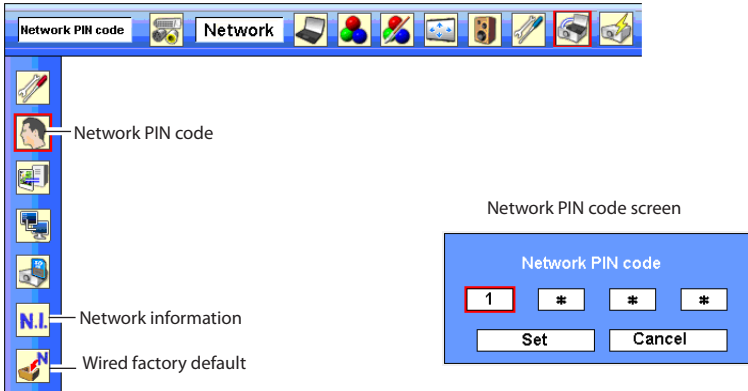 Network PIN code Network
Network PIN code
Network PIN code screen
Network PIN code
1 * * *
Set Cancel
N.I. Network information
N Wired factory default